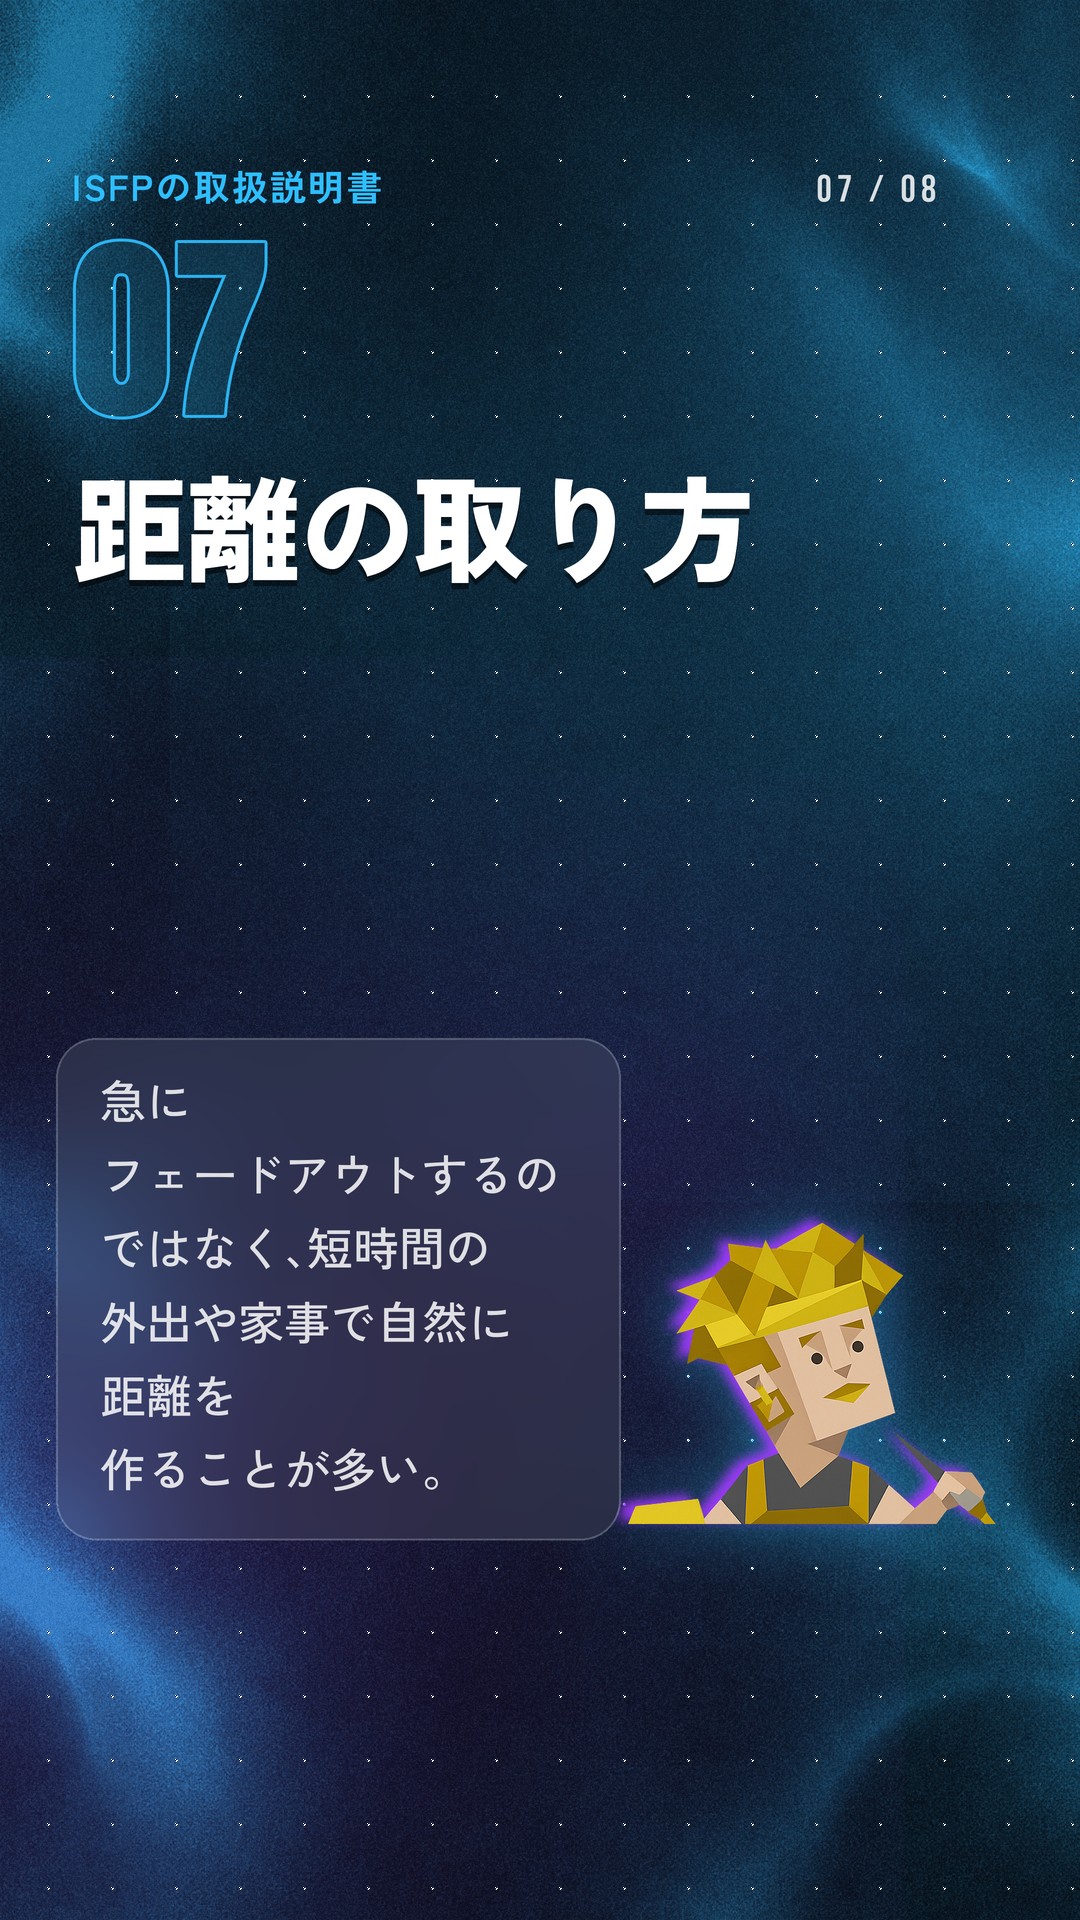 ISFPの取扱説明書
07 / 08
07
距離の取り方
急に
フェードアウトするの
ではなく、短時間の
外出や家事で自然に
距離を
作ることが多い。